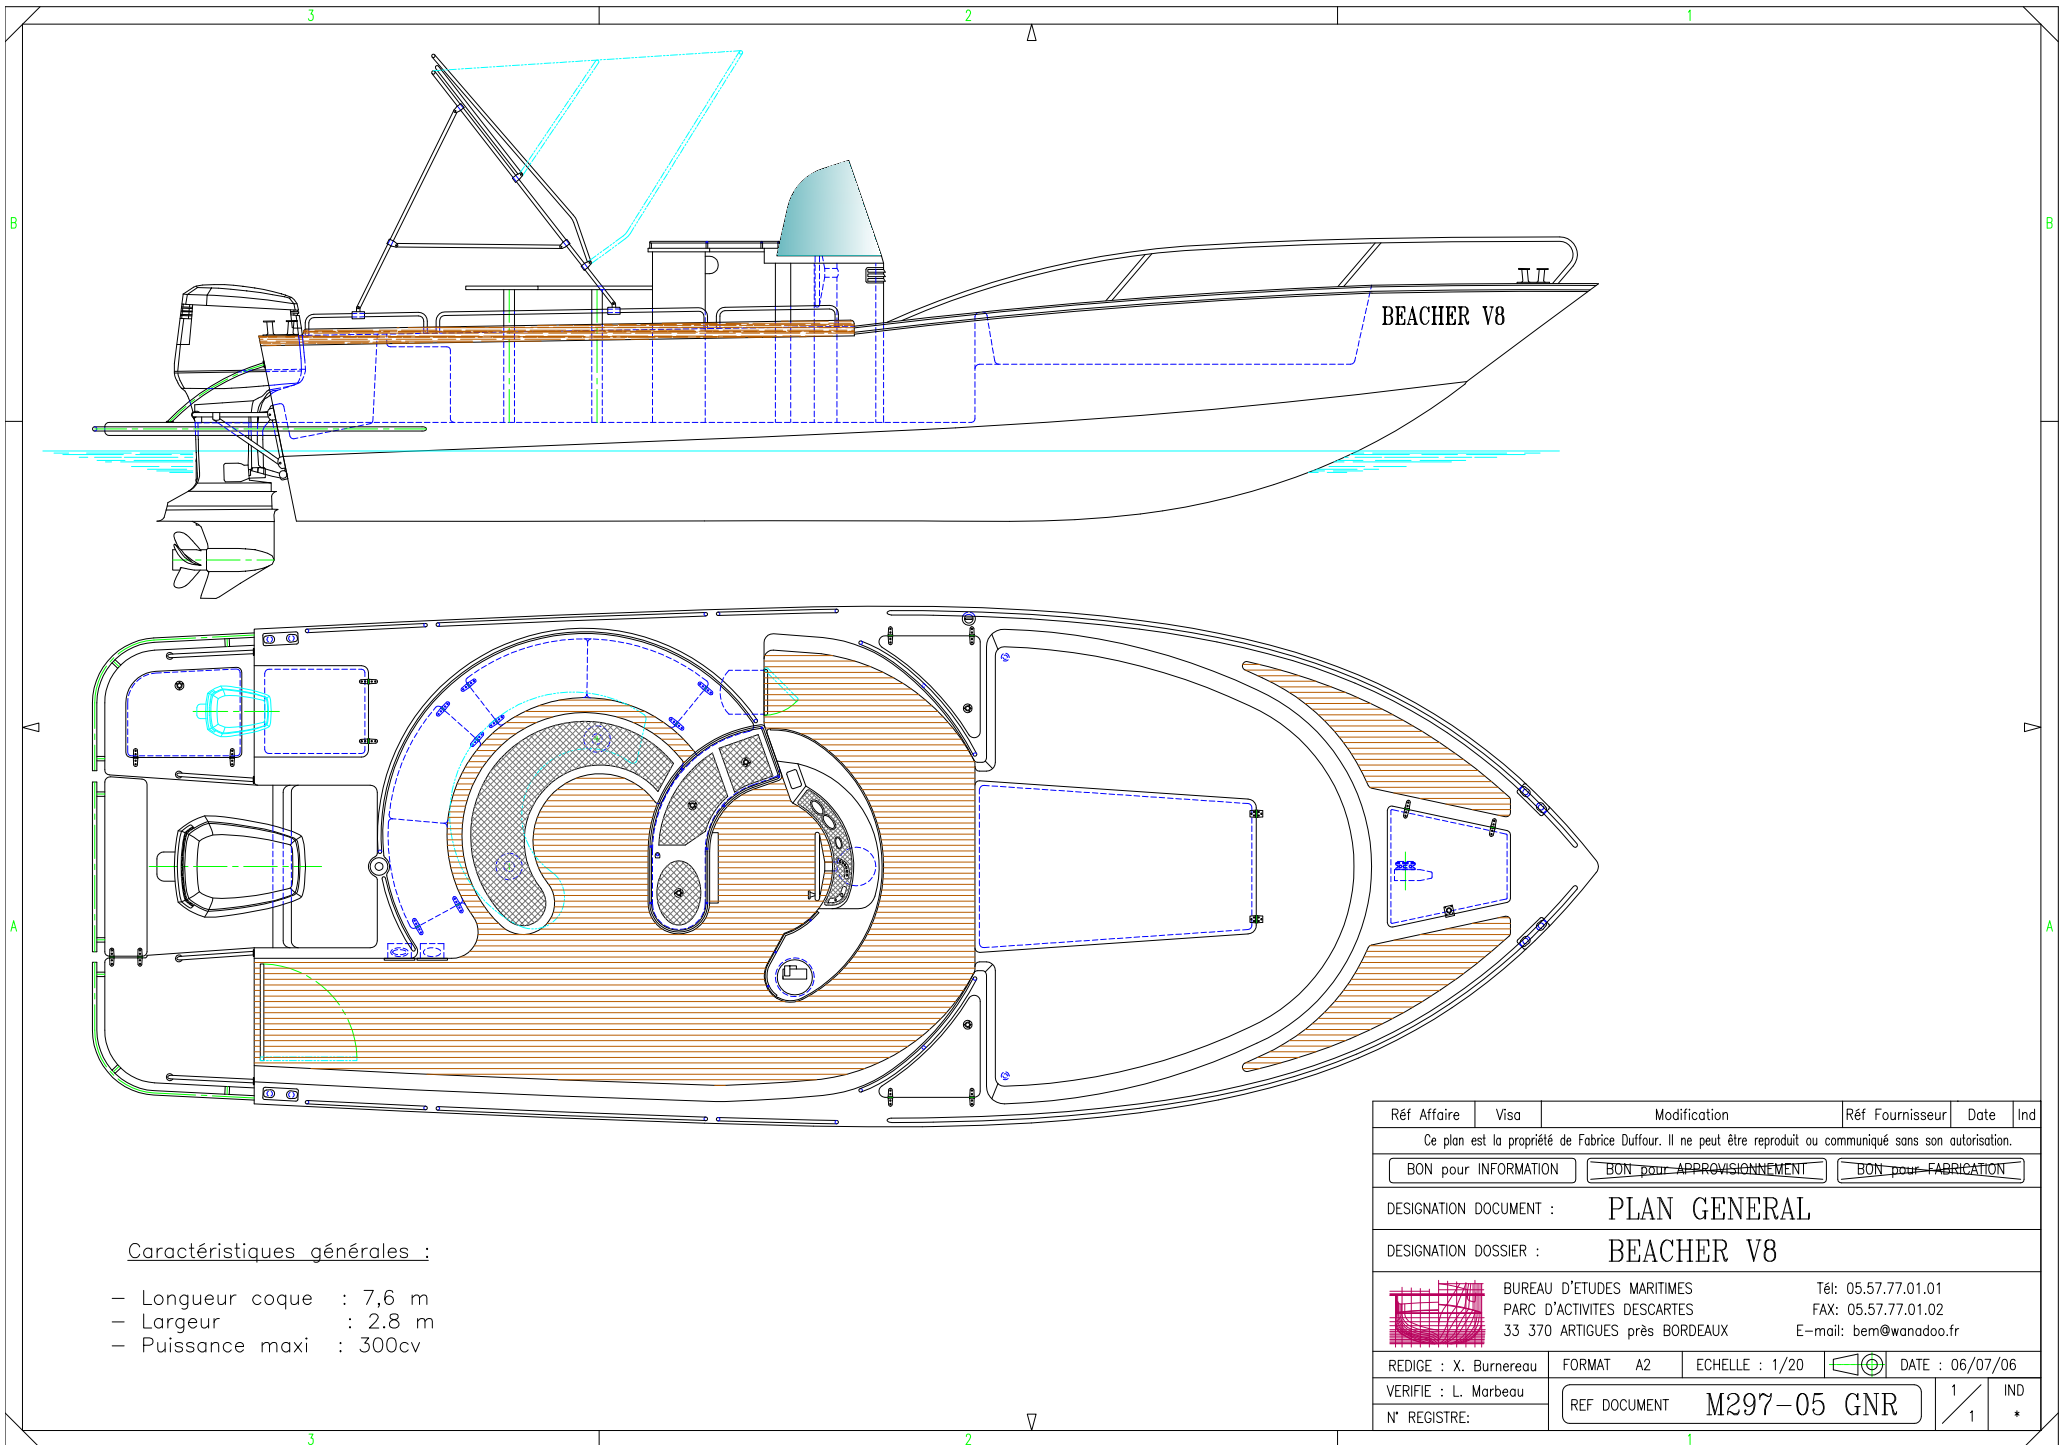 3
2
1
B
B
BEACHER V8
A
A
Réf Affaire Visa Modification Réf Fournisseur Date Ind
Ce plan est la propriété de Fabrice Duffour. Il ne peut être reproduit ou communiqué sans son autorisation.
BON pour INFORMATION BON pour APPROVISIONNEMENT BON pour FABRICATION
DESIGNATION DOCUMENT : PLAN GENERAL
DESIGNATION DOSSIER : BEACHER V8
BUREAU D'ETUDES MARITIMES Tél: 05.57.77.01.01
PARC D'ACTIVITES DESCARTES FAX: 05.57.77.01.02
33 370 ARTIGUES près BORDEAUX E-mail: bem@wanadoo.fr
REDIGE : X. Burnereau FORMAT A2 ECHELLE : 1/20 DATE : 06/07/06
VERIFIE : L. Marbeau
REF DOCUMENT M297-05 GNR 1/1 IND *
N° REGISTRE:
Caractéristiques générales :
- Longueur coque : 7,6 m
- Largeur : 2.8 m
- Puissance maxi : 300cv
3
2
1